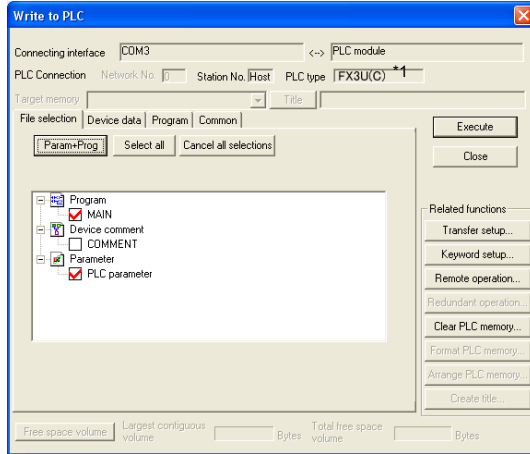 Write to PLC
Connecting interface COM3 <--> PLC module
PLC Connection Network No. 0 Station No. Host PLC type FX3U(C) *1
Target memory Title
File selection Device data Program Common
Execute
Param+Prog Select all Cancel all selections
Close
Program
MAIN
Device comment
COMMENT
Parameter
PLC parameter
Related functions
Transfer setup...
Keyword setup...
Remote operation...
Redundant operation...
Clear PLC memory...
Format PLC memory...
Arrange PLC memory...
Create title...
Free space volume Largest contiguous volume Bytes Total free space volume Bytes